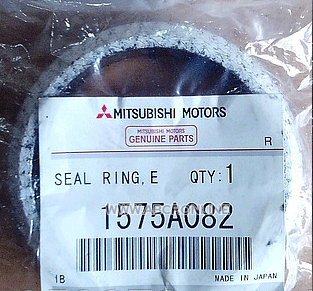 MITSUBISHI MOTORS
MITSUBISHI MOTORS
GENUINE PARTS
R
SEAL RING, E QTY: 1
1575A082
1B MADE IN JAPAN